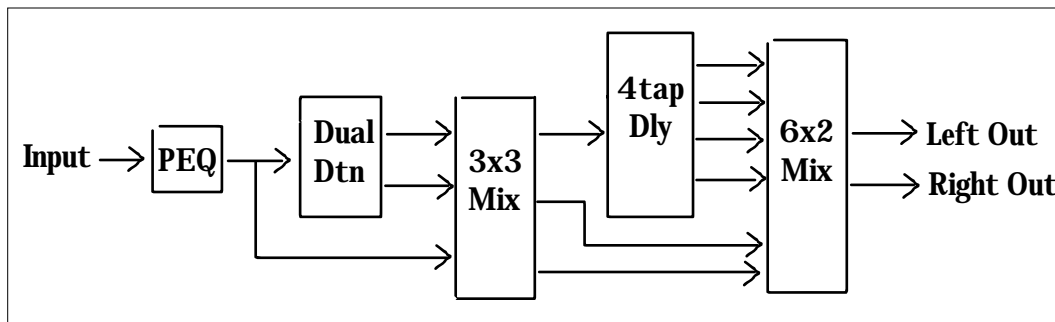 Input
PEQ
Dual
Dtn
3x3
Mix
4tap
Dly
6x2
Mix
Left Out
Right Out